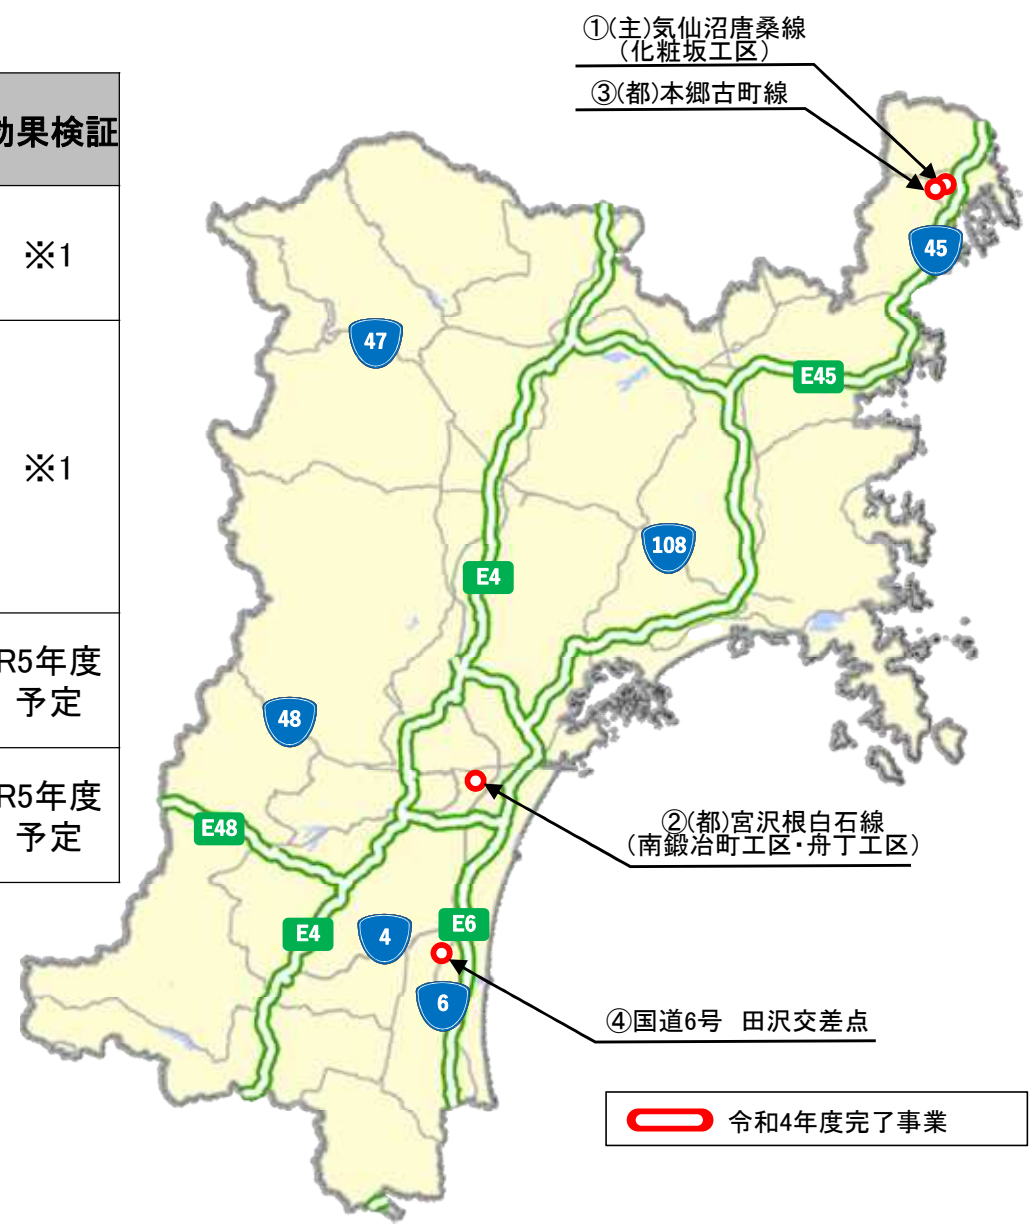 ①(主)気仙沼唐桑線
(化粧坂工区)
③(都)本郷古町線
効果検証
※1
※1
R5年度
予定
R5年度
予定
45
47
E45
108
E4
48
E48
②(都)宮沢根白石線
(南鍛冶町工区・舟丁工区)
E4
4
E6
6
④国道6号 田沢交差点
令和4年度完了事業